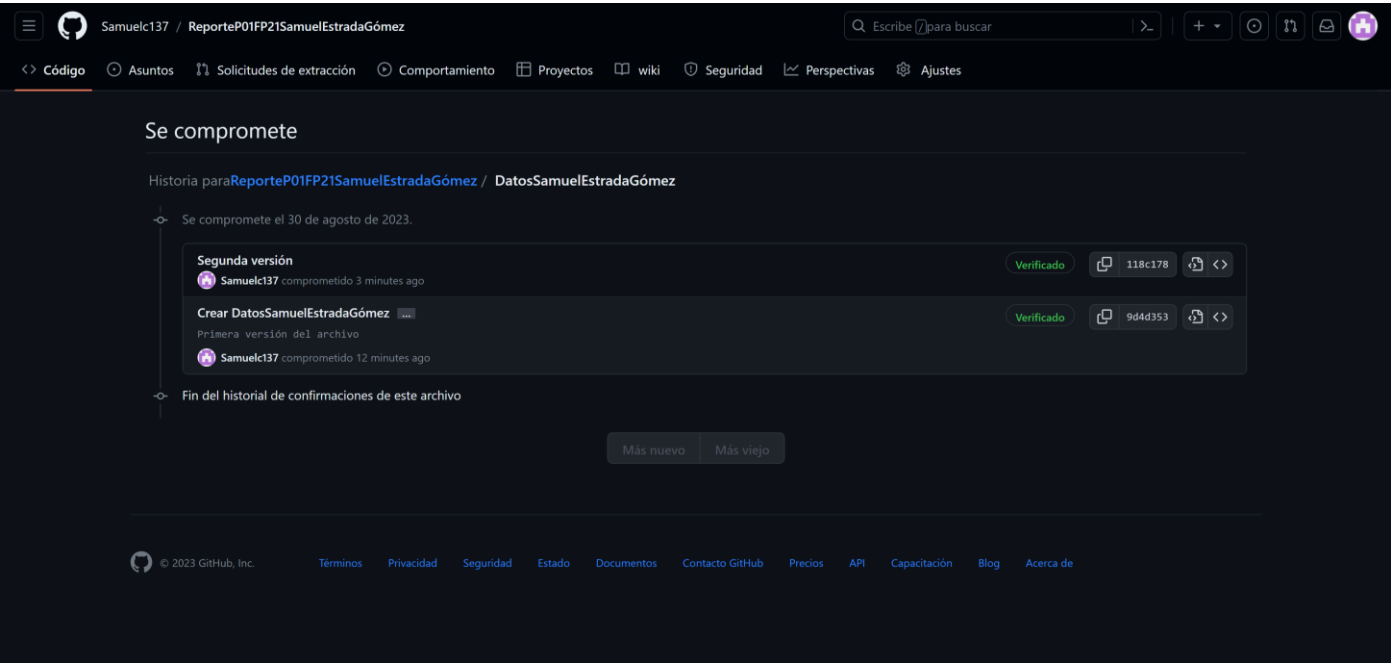 Samuelc137 / ReporteP01FP21SamuelEstradaGómez
Escribe / para buscar
Código Asuntos Solicitudes de extracción Comportamiento Proyectos wiki Seguridad Perspectivas Ajustes
Se compromete
Historia paraReporteP01FP21SamuelEstradaGómez / DatosSamuelEstradaGómez
Se compromete el 30 de agosto de 2023.
Segunda versión
Samuelc137 comprometido 3 minutes ago
Verificado 118c178
Crear DatosSamuelEstradaGómez ...
Primera versión del archivo
Samuelc137 comprometido 12 minutes ago
Verificado 9d4d353
Fin del historial de confirmaciones de este archivo
Más nuevo Más viejo
© 2023 GitHub, Inc. Términos Privacidad Seguridad Estado Documentos Contacto GitHub Precios API Capacitación Blog Acerca de